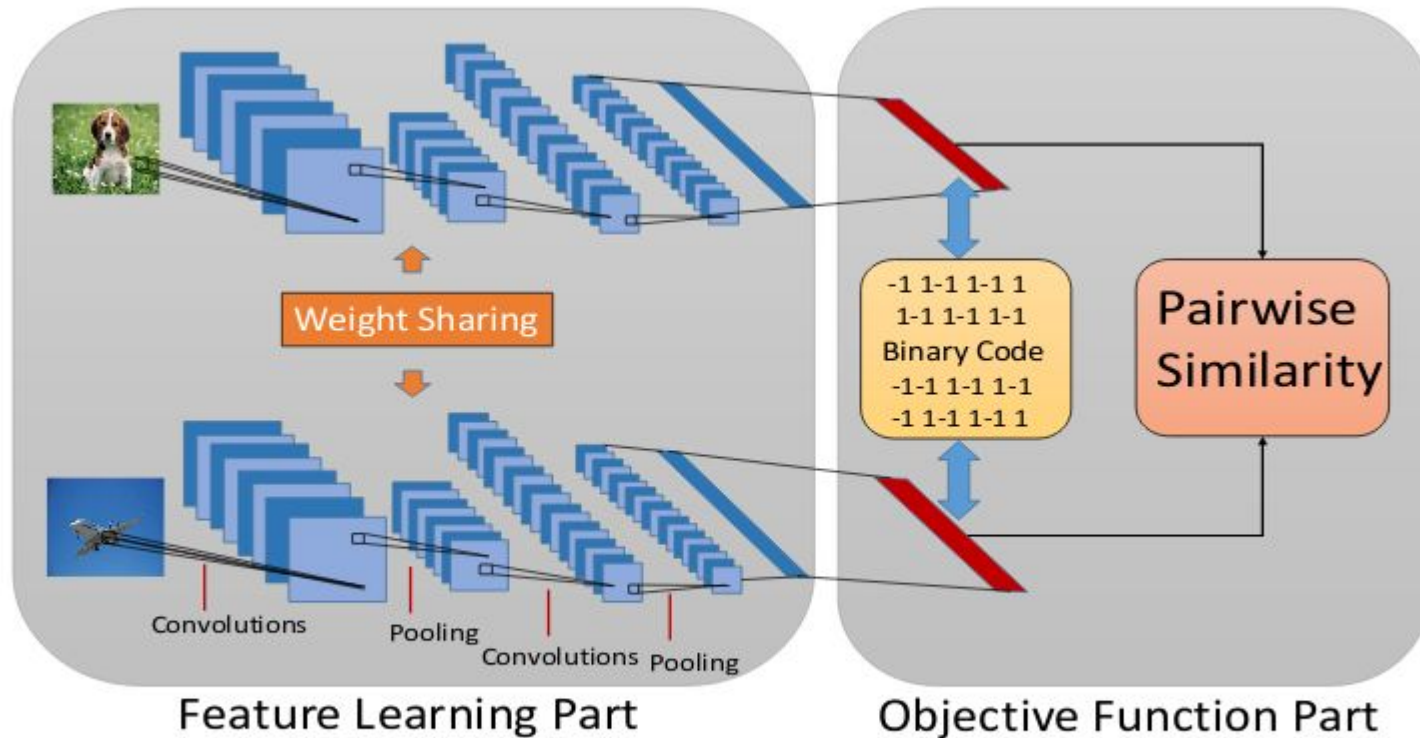 Weight Sharing
Convolutions
Pooling
Convolutions
Pooling
Feature Learning Part
-1 1-1 1-1 1
1-1 1-1 1-1
Binary Code
-1-1 1-1 1-1
-1 1-1 1-1 1
Pairwise
Similarity
Objective Function Part